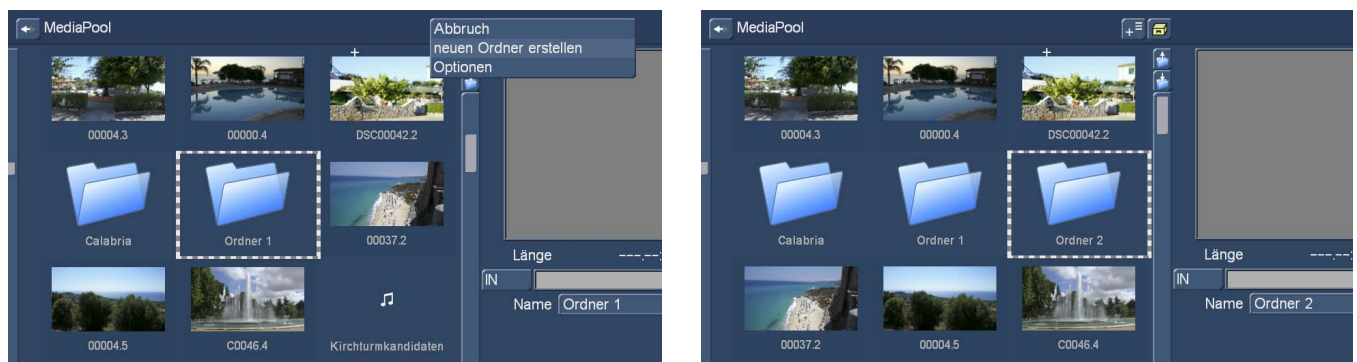 MediaPool
Abbruch
neuen Ordner erstellen
Optionen
00004.3
00000.4
DSC00042.2
Calabria
Ordner 1
00037.2
Länge
---.--:
IN
Name Ordner 1
00004.5
C0046.4
Kirchturmkandidaten
MediaPool
00004.3
00000.4
DSC00042.2
Calabria
Ordner 1
Ordner 2
Länge
---.--:
IN
Name Ordner 2
00037.2
00004.5
C0046.4